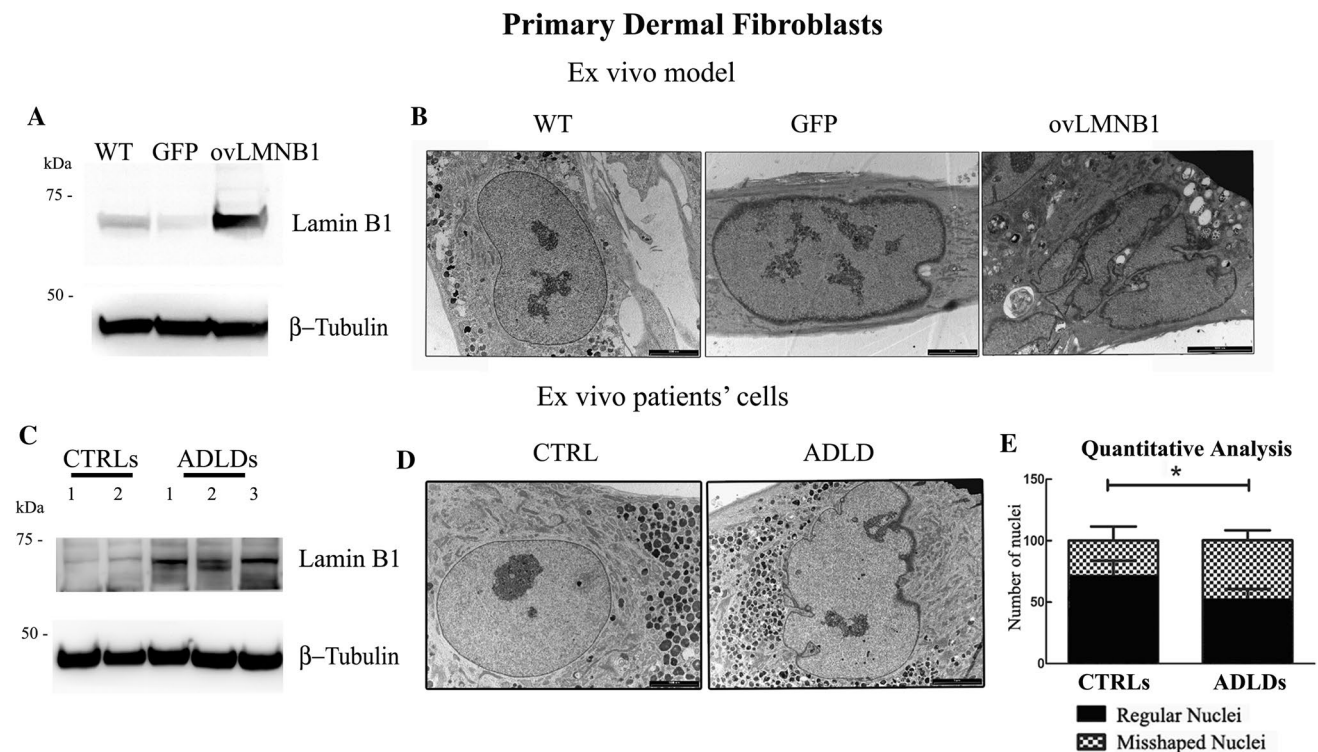 Primary Dermal Fibroblasts
Ex vivo model
A
WT GFP ovLMNB1
kDa
75 -
Lamin B1
50 -
β–Tubulin
B
WT
GFP
ovLMNB1
Ex vivo patients’ cells
C
CTRLs ADLDs
1 2 1 2 3
kDa
75 -
Lamin B1
50 -
β–Tubulin
D
CTRL
ADLD
E
Quantitative Analysis
*
Number of nuclei
150
100
50
0
CTRLs
ADLDs
Regular Nuclei
Misshaped Nuclei